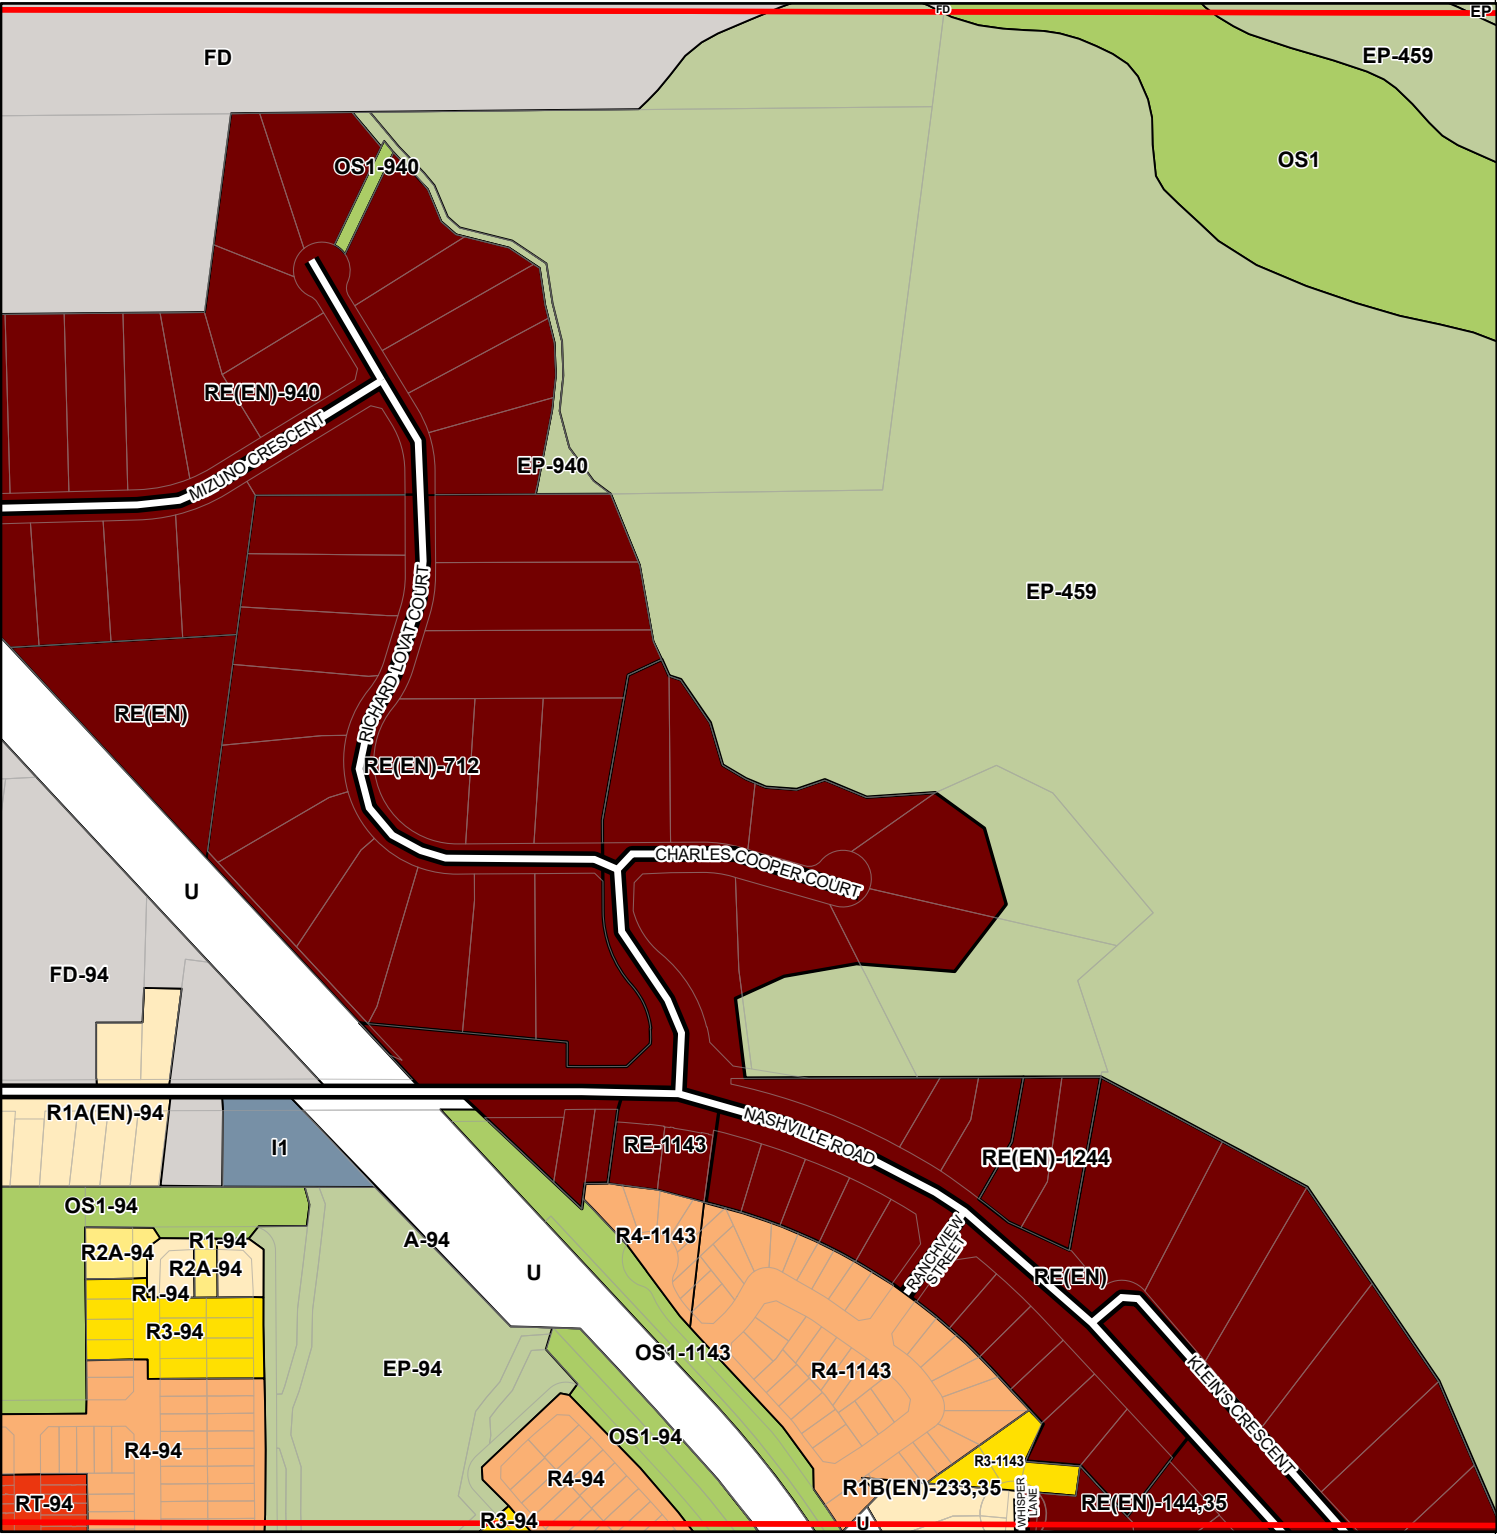 FD
EP
FD
EP-459
OS1
OS1-940
RE(EN)-940
MIZUNO CRESCENT
EP-940
EP-459
RICHARD LOVAT COURT
RE(EN)
RE(EN)-712
CHARLES COOPER COURT
U
FD-94
R1A(EN)-94
I1
NASHVILLE ROAD
RE-1143
RE(EN)-1244
OS1-94
R4-1143
A-94
R1-94
R2A-94
R2A-94
R1-94
U
RANCHVIEW
STREET
RE(EN)
R3-94
OS1-1143
EP-94
R4-1143
KLEIN'S CRESCENT
OS1-94
R4-94
R3-1143
R4-94
R1B(EN)-233,35
WHISPER
LANE
RT-94
RE(EN)-144,35
R3-94
U